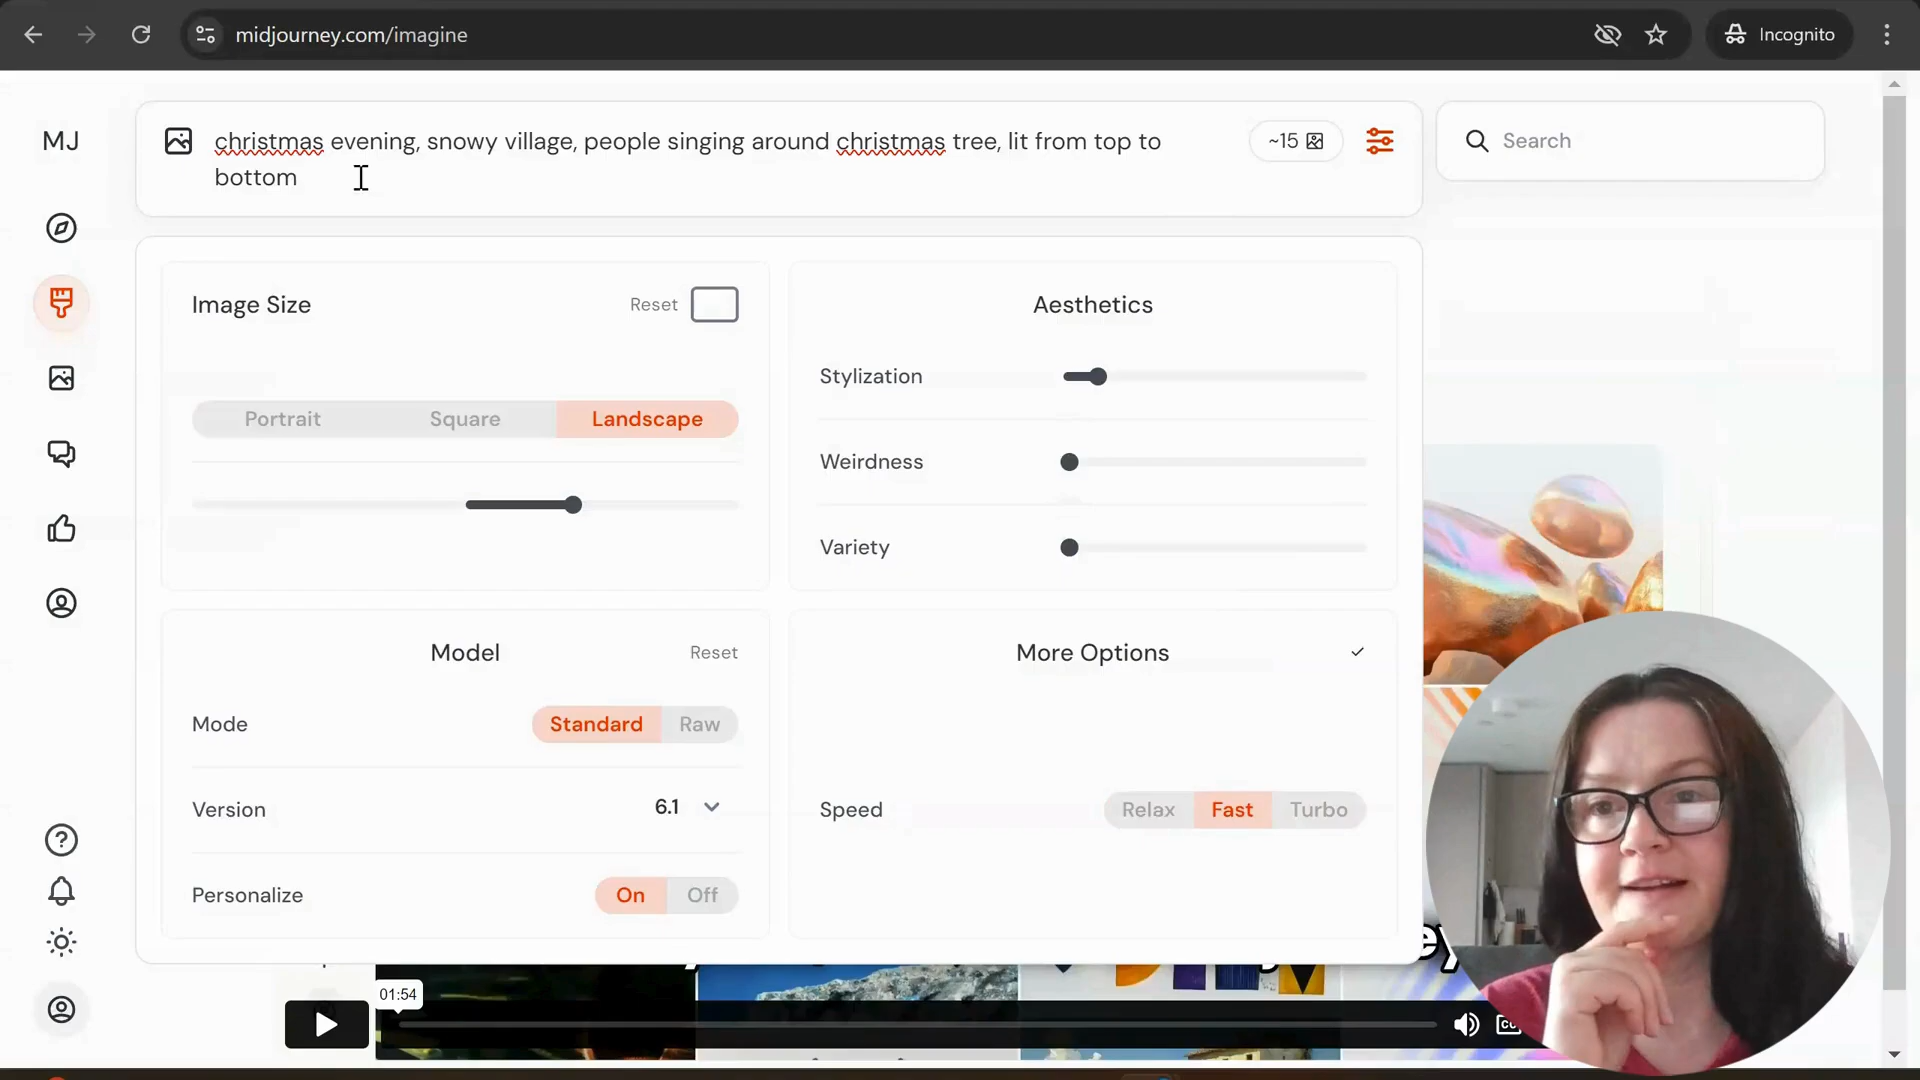 midjourney.com/imagine
Incognito
MJ
christmas evening, snowy village, people singing around christmas tree, lit from top to
bottom
~15
Search
Image Size
Reset
Portrait
Square
Landscape
Aesthetics
Stylization
Weirdness
Variety
Model
Reset
Mode
Standard
Raw
Version
6.1
Personalize
On
Off
More Options
Speed
Relax
Fast
Turbo
01:54